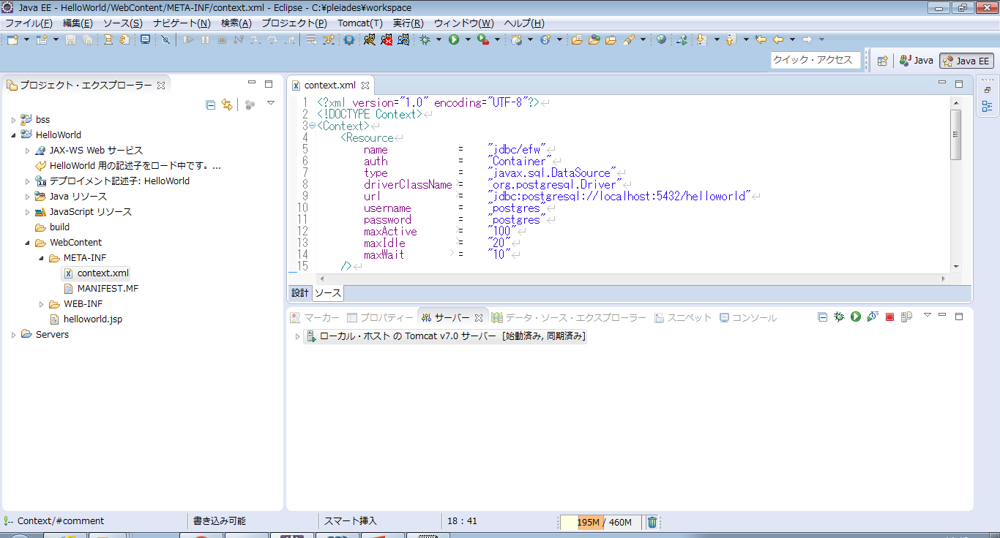 Java EE - HelloWorld/WebContent/META-INF/context.xml - Eclipse - C:¥pleiades¥workspace
ファイル(F) 編集(E) ソース(S) ナビゲート(N) 検索(A) プロジェクト(P) Tomcat(T) 実行(R) ウィンドウ(W) ヘルプ(H)
クイック・アクセス Java Java EE
プロジェクト・エクスプローラー
bss
HelloWorld
JAX-WS Web サービス
HelloWorld 用の記述子をロード中です。...
デプロイメント記述子: HelloWorld
Java リソース
JavaScript リソース
build
WebContent
META-INF
context.xml
MANIFEST.MF
WEB-INF
helloworld.jsp
Servers
context.xml
1 <?xml version="1.0" encoding="UTF-8"?>
2 <!DOCTYPE Context>
3 <Context>
4 <Resource
5 name = "jdbc/efw"
6 auth = "Container"
7 type = "javax.sql.DataSource"
8 driverClassName = "org.postgresql.Driver"
9 url = "jdbc:postgresql://localhost:5432/helloworld"
10 username = "postgres"
11 password = "postgres"
12 maxActive = "100"
13 maxIdle = "20"
14 maxWait = "10"
15 />
設計 ソース
マーカー プロパティー サーバー データ・ソース・エクスプローラー スニペット コンソール
ローカル・ホスト の Tomcat v7.0 サーバー [始動済み, 同期済み]
Context/#comment 書き込み可能 スマート挿入 18 : 41 195M / 460M